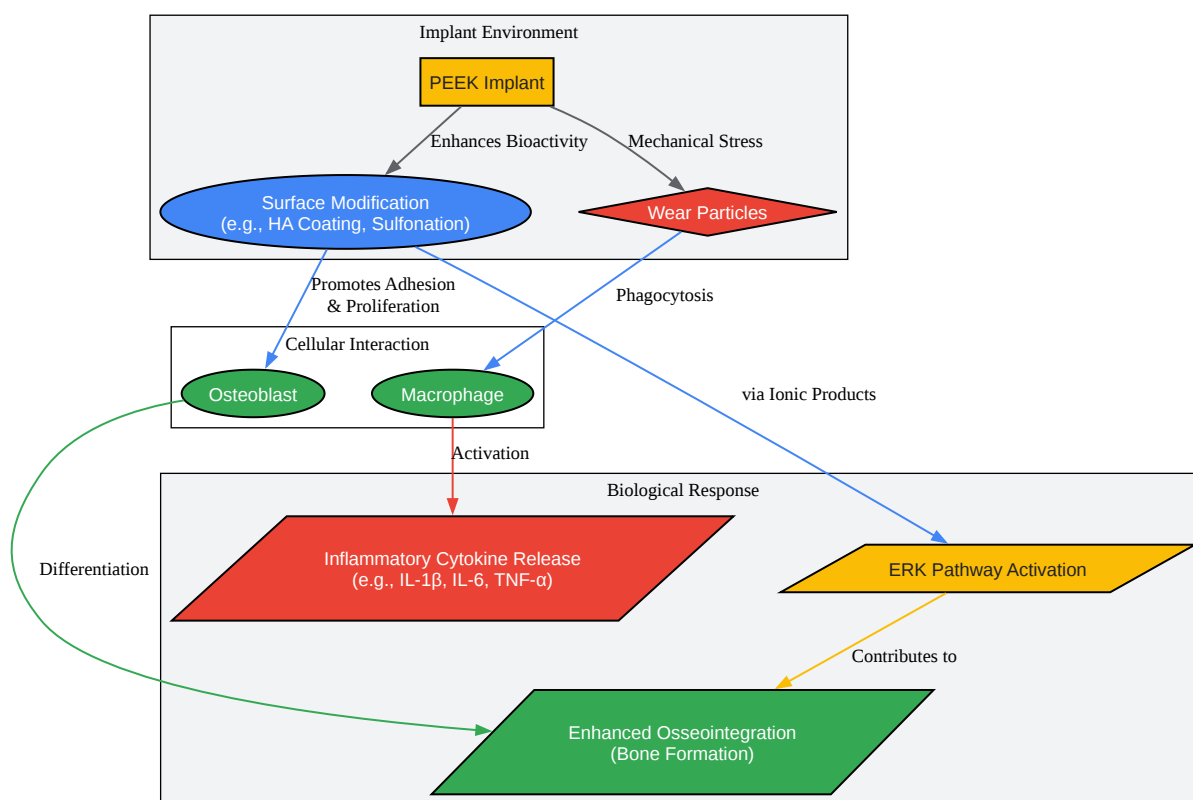 Implant Environment
PEEK Implant
Enhances Bioactivity
Mechanical Stress
Surface Modification
(e.g., HA Coating, Sulfonation)
Wear Particles
Promotes Adhesion
& Proliferation
Phagocytosis
Cellular Interaction
Osteoblast
Macrophage
via Ionic Products
Activation
Biological Response
Inflammatory Cytokine Release
(e.g., IL-1β, IL-6, TNF-α)
Differentiation
ERK Pathway Activation
Contributes to
Enhanced Osseointegration
(Bone Formation)